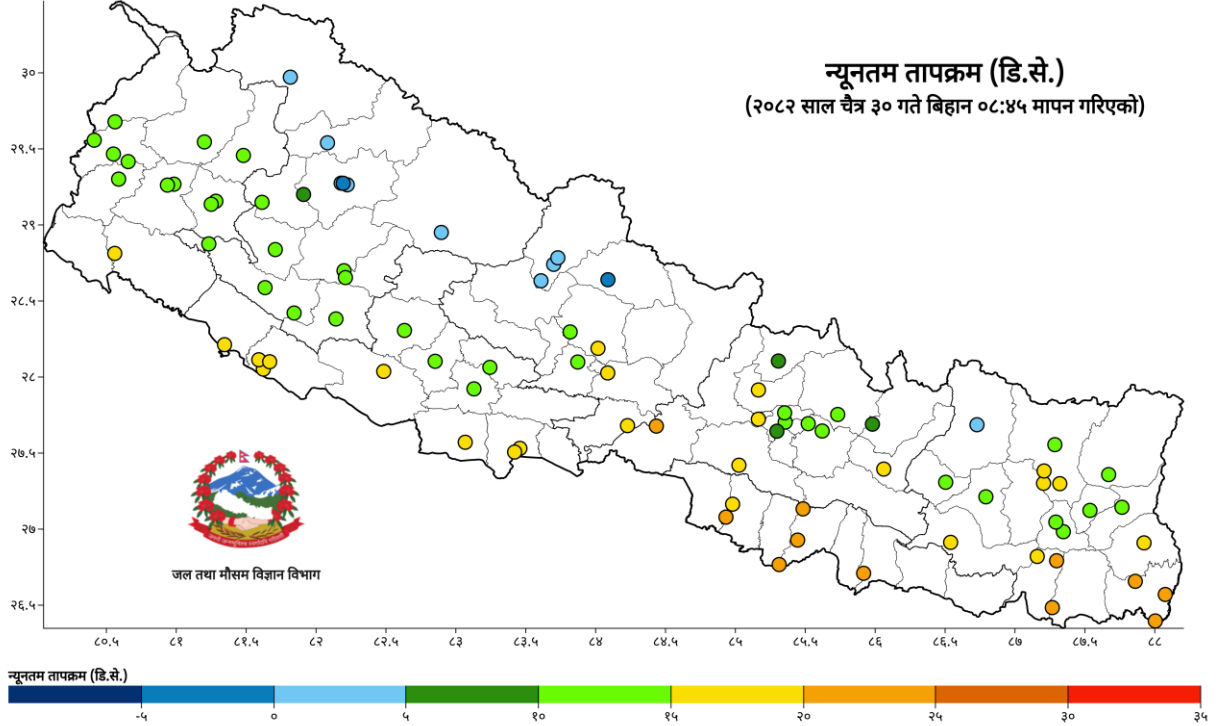 न्यूनतम तापक्रम (डि.से.)
(२०८२ साल चैत्र ३० गते बिहान ०८:४५ मापन गरिएको)
३०
२९.५
२९
२८.५
२८
२७.५
२७
२६.५
जल तथा मौसम विज्ञान विभाग
८०.५ ८१ ८१.५ ८२ ८२.५ ८३ ८३.५ ८४ ८४.५ ८५ ८५.५ ८६ ८६.५ ८७ ८७.५ ८८
न्यूनतम तापक्रम (डि.से.)
-५ ० ५ १० १५ २० २५ ३० ३५